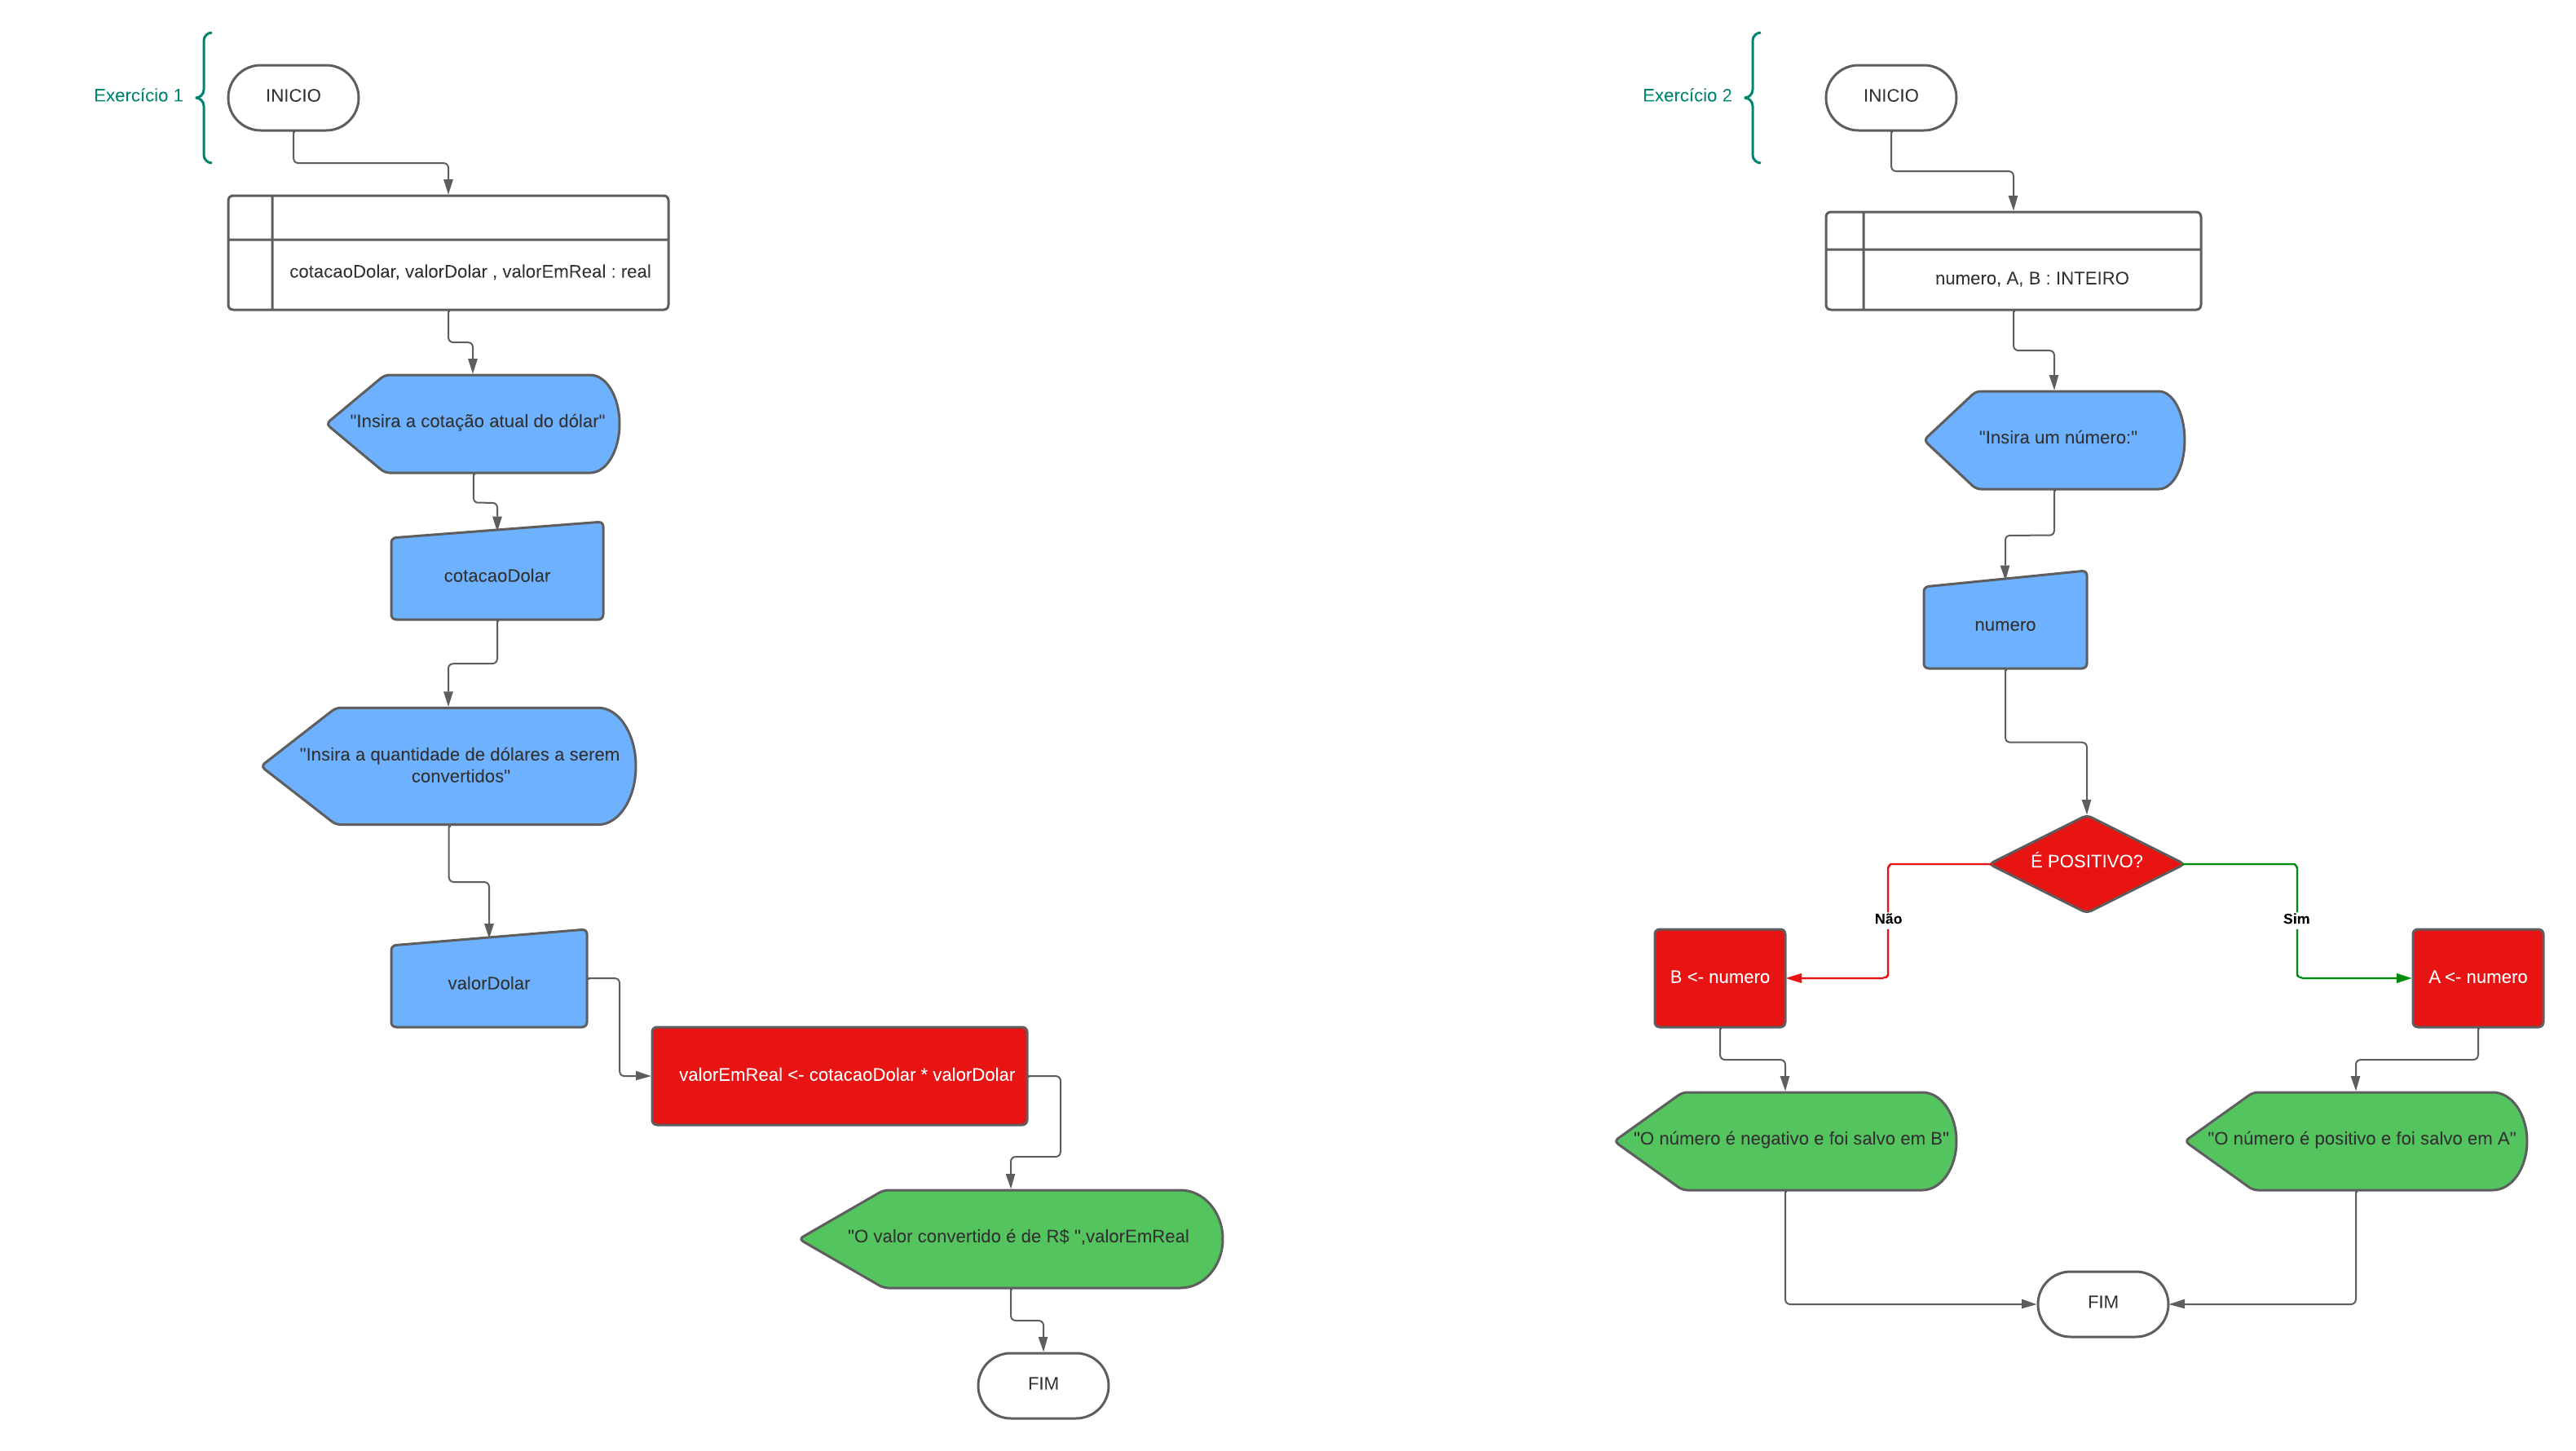 Exercício 1
INICIO
cotacaoDolar, valorDolar , valorEmReal : real
"Insira a cotação atual do dólar"
cotacaoDolar
"Insira a quantidade de dólares a serem
convertidos"
valorDolar
valorEmReal <- cotacaoDolar * valorDolar
"O valor convertido é de R$ ",valorEmReal
FIM
Exercício 2
INICIO
numero, A, B : INTEIRO
"Insira um número:"
numero
É POSITIVO?
Não
Sim
B <- numero
A <- numero
"O número é negativo e foi salvo em B"
"O número é positivo e foi salvo em A"
FIM